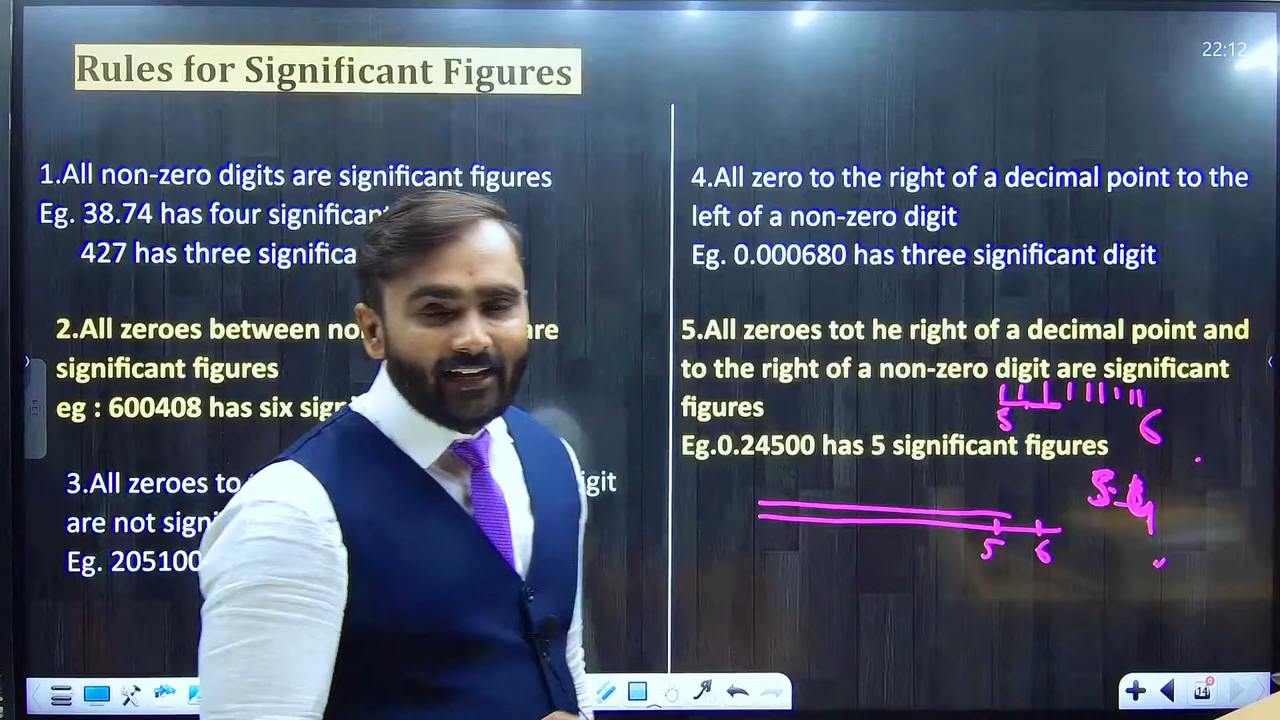 22:12
Rules for Significant Figures
1.All non-zero digits are significant figures
Eg. 38.74 has four significan
427 has three significa
2.All zeroes between no are
significant figures
eg : 600408 has six sign
3.All zeroes to igit
are not signi
Eg. 205100
4.All zero to the right of a decimal point to the
left of a non-zero digit
Eg. 0.000680 has three significant digit
5.All zeroes tot he right of a decimal point and
to the right of a non-zero digit are significant
figures
Eg.0.24500 has 5 significant figures
5 6
5 6
14